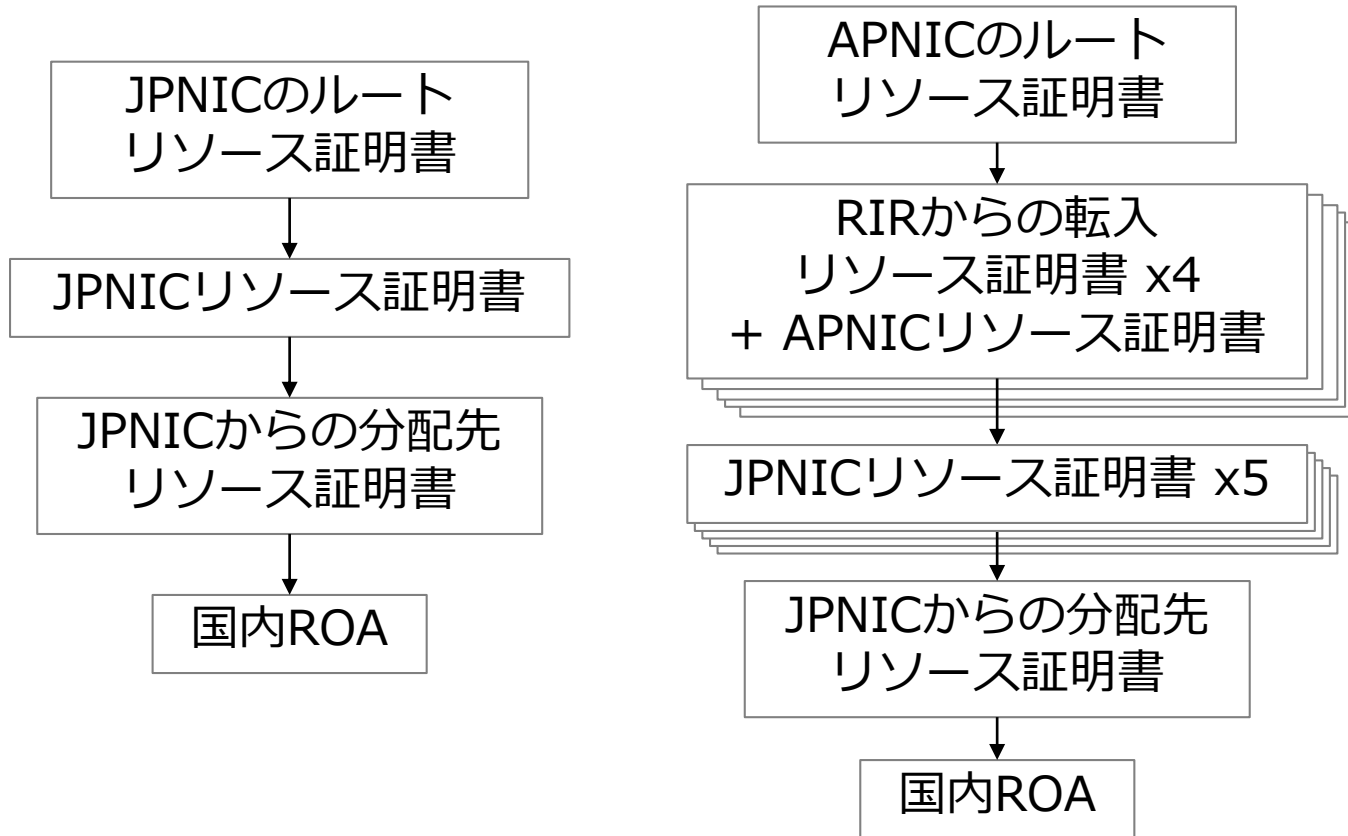 JPNICのルート
リソース証明書
JPNICリソース証明書
JPNICからの分配先
リソース証明書
国内ROA
APNICのルート
リソース証明書
RIRからの転入
リソース証明書 x4
+ APNICリソース証明書
JPNICリソース証明書 x5
JPNICからの分配先
リソース証明書
国内ROA